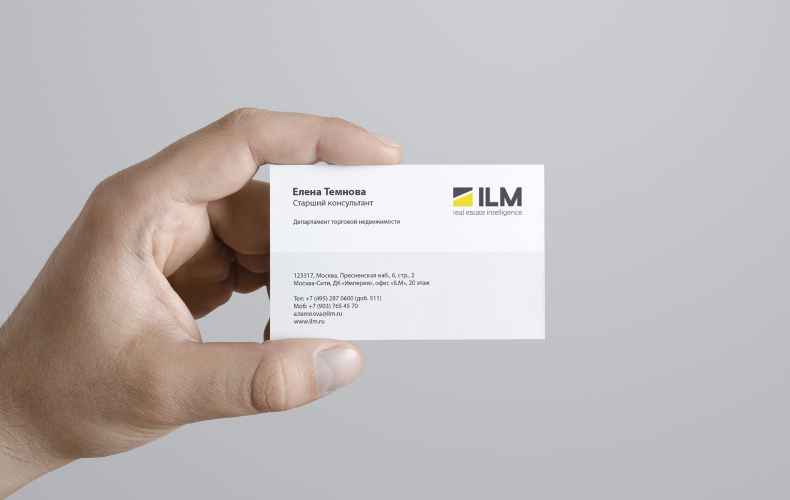 Елена Темнова
Старший консультант
Департамент торговой недвижимости
ILM
real estate intelligence
123317, Москва, Пресненская наб., 6, стр., 2
Москва-Сити, ДК «Империя», офис «ILM», 20 этаж
Тел: +7 (495) 287 0600 (доб. 511)
Моб: +7 (903) 765 45 70
e.temnova@ilm.ru
www.ilm.ru